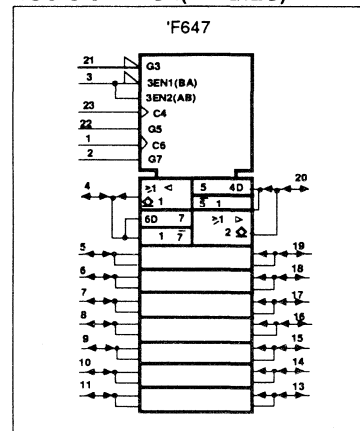 'F647
21 G3
3 3EN1(BA)
3EN2(AB)
23 C4
22 G5
1 C6
2 G7
4 ≥1 ◁ 5 4D 20
1 5̅ 1
6D 7 ≥1 ▷
1 7̅ 2
5 19
6 18
7 17
8 16
9 15
10 14
11 13